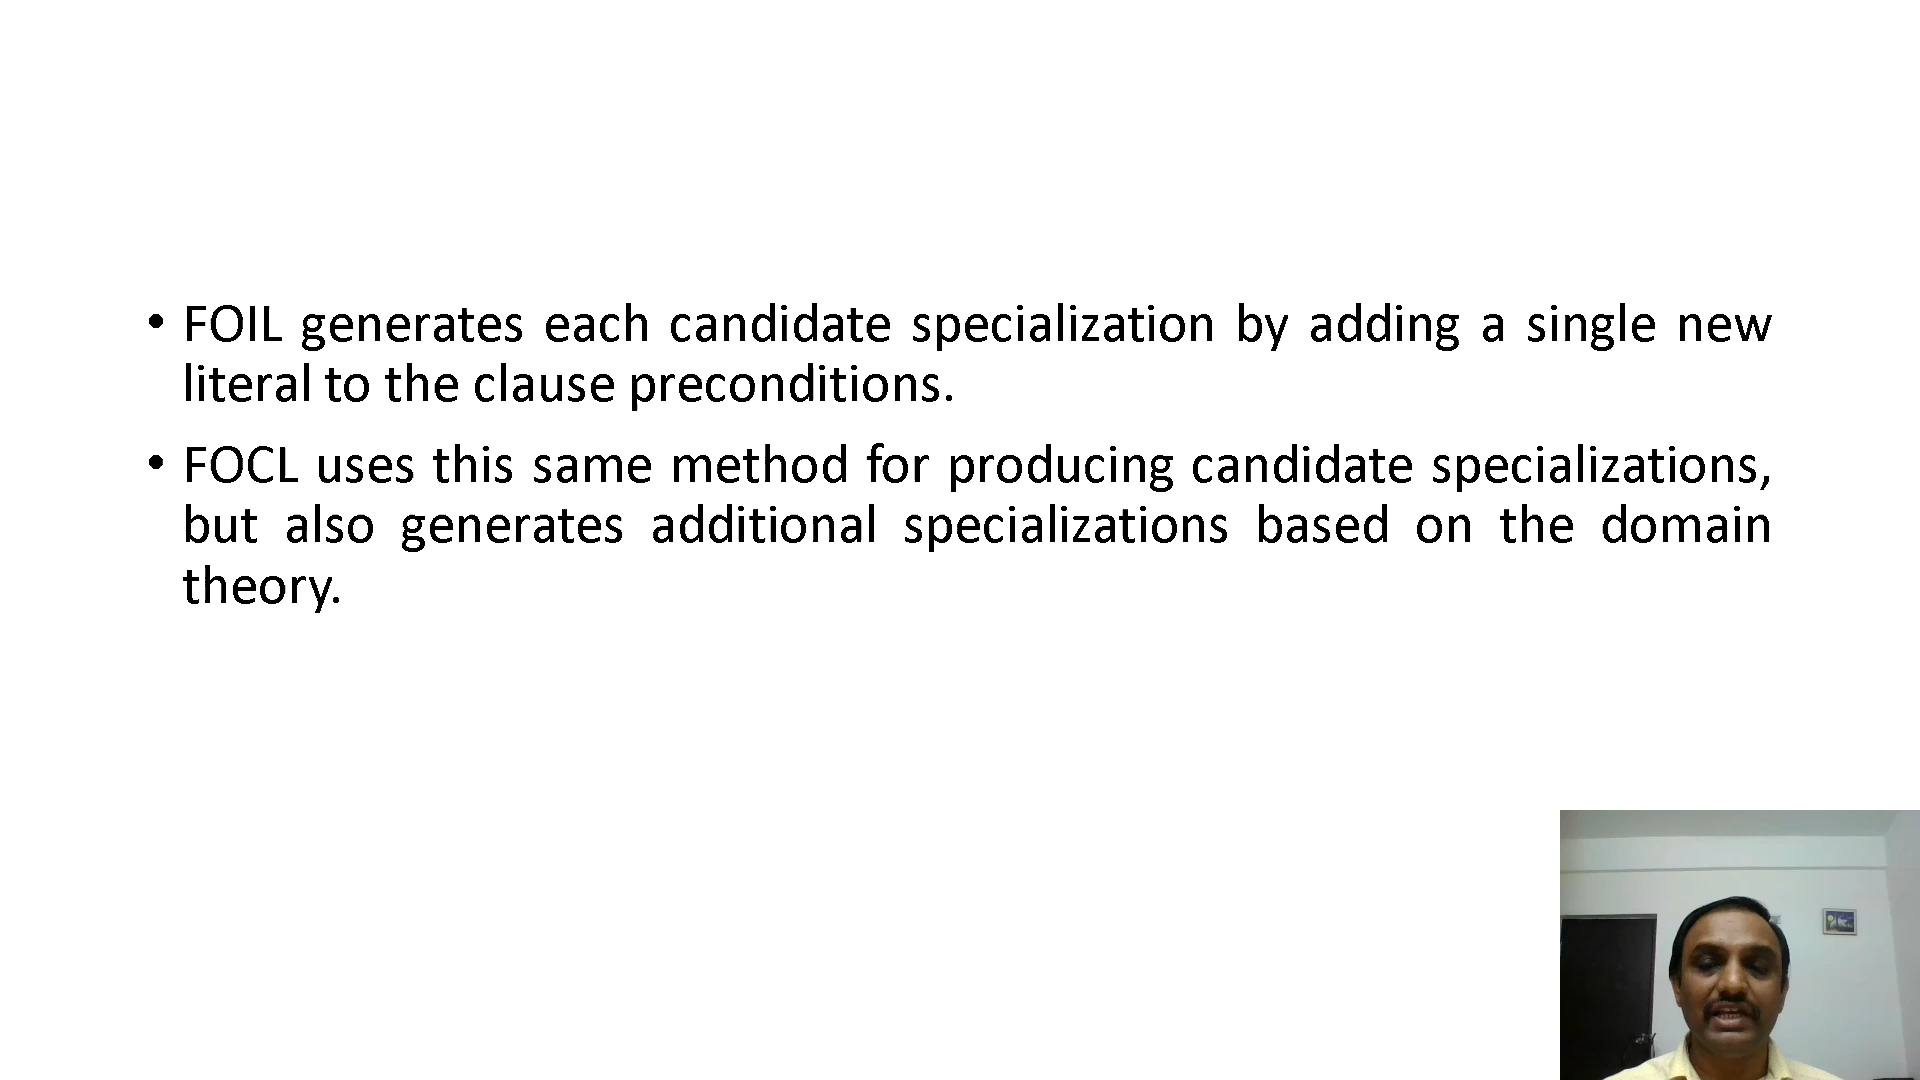 • FOIL generates each candidate specialization by adding a single new
literal to the clause preconditions.
• FOCL uses this same method for producing candidate specializations,
but also generates additional specializations based on the domain
theory.